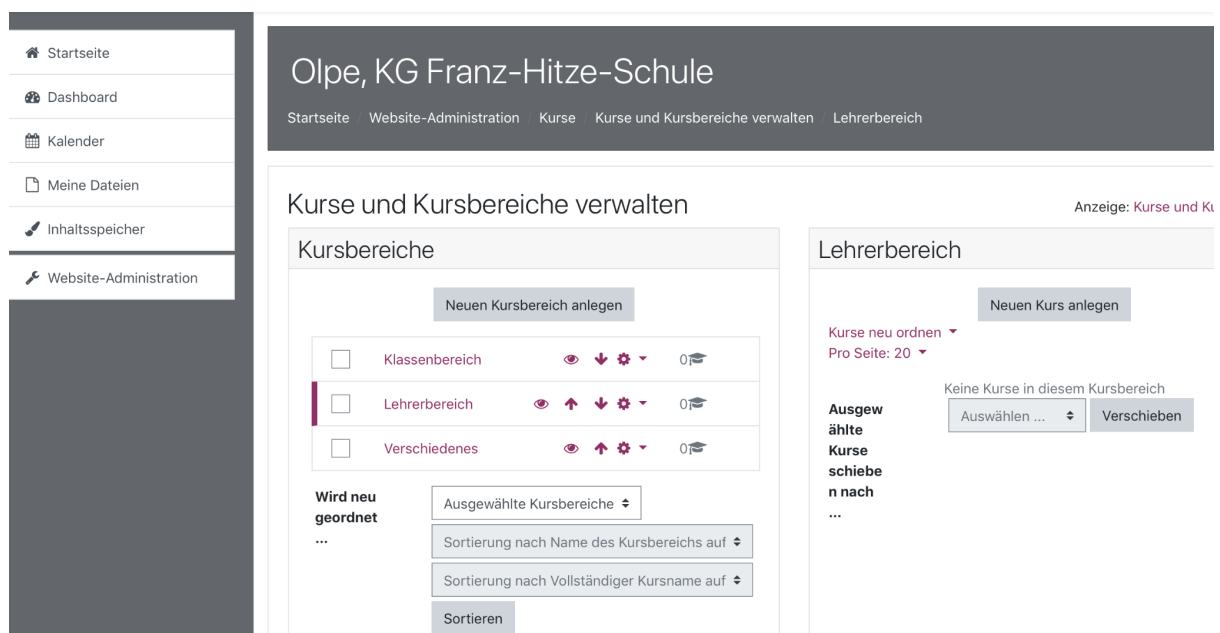 Startseite
Dashboard
Kalender
Meine Dateien
Inhaltsspeicher
Website-Administration
Olpe, KG Franz-Hitze-Schule
Startseite / Website-Administration / Kurse / Kurse und Kursbereiche verwalten / Lehrerbereich
Kurse und Kursbereiche verwalten
Anzeige: Kurse und
Kursbereiche
Neuen Kursbereich anlegen
Klassenbereich 0
Lehrerbereich 0
Verschiedenes 0
Wird neu
geordnet
...
Ausgewählte Kursbereiche
Sortierung nach Name des Kursbereichs auf
Sortierung nach Vollständiger Kursname auf
Sortieren
Lehrerbereich
Neuen Kurs anlegen
Kurse neu ordnen
Pro Seite: 20
Keine Kurse in diesem Kursbereich
Ausgew
ählte
Kurse
schiebe
n nach
...
Auswählen ...
Verschieben